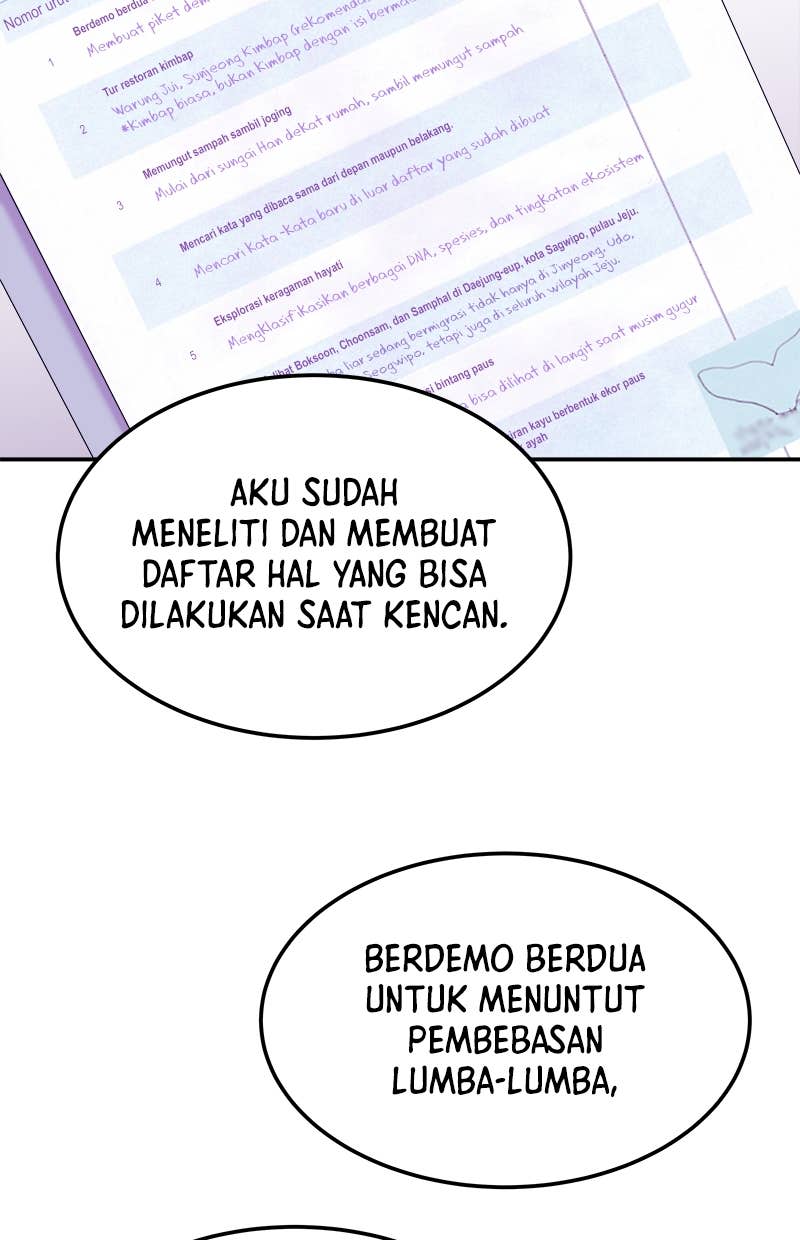 Nomor
1
Berdemo berdua
Membuat piket
2
Tur restoran kimbap
Warung Jui, Sunjeong Kimbap
*Kimbap biasa, bukan Kimbap dengan isi
3
Memungut sampah sambil joging
Mulai dari sungai Han dekat rumah, sambil memungut sampah
4
Mencari kata yang dibaca sama dari depan maupun belakang.
Mencari Kata-Kata baru di luar daftar yang sudah dibuat
5
Eksplorasi keragaman hayati
Mengklasifikasikan berbagai DNA, spesies, dan tingkatan ekosistem
Boksoon, Choonsam, dan Samphal di Daejung-eup, kota Sagwipo, pulau Jeju.
liar sedang bermigrasi tidak hanya di Jinyeong, Udo,
Seogwipo, tetapi juga di seluruh wilayah Jeju.
bintang paus
bisa dilihat di langit saat musim gugur
kayu berbentuk ekor paus
ayah
AKU SUDAH
MENELITI DAN MEMBUAT
DAFTAR HAL YANG BISA
DILAKUKAN SAAT KENCAN.
BERDEMO BERDUA
UNTUK MENUNTUT
PEMBEBASAN
LUMBA-LUMBA,